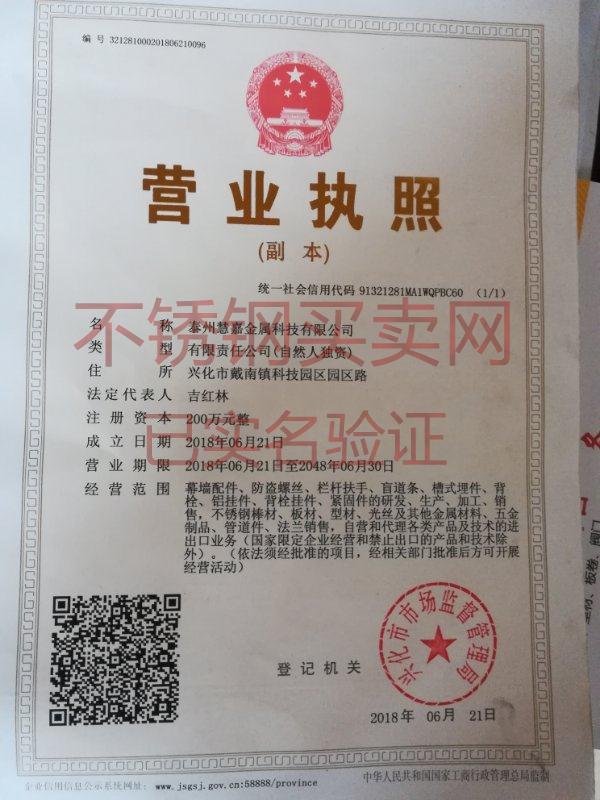 编 号 321281000201806210096
营业执照
(副 本)
统一社会信用代码 91321281MA1WQPBC60 (1/1)
名 称 泰州慧嘉金属科技有限公司
不锈钢买卖网
类 型 有限责任公司(自然人独资)
住 所 兴化市戴南镇科技园区园区路
法定代表人 吉红林
注册资本 200万元整
已实名验证
成立日期 2018年06月21日
营业期限 2018年06月21日至2048年06月30日
经营范围 幕墙配件、防盗螺丝、栏杆扶手、盲道条、槽式埋件、背
栓、铝挂件、背栓挂件、紧固件的研发、生产、加工、销
售，不锈钢棒材、板材、型材、光丝及其他金属材料、五金
制品、管道件、法兰销售，自营和代理各类产品及技术的进
出口业务（国家限定企业经营和禁止出口的产品和技术除
外）。（依法须经批准的项目，经相关部门批准后方可开展
经营活动）
兴化市市场监督管理局
登记机关
2018年 06月 21日
企业信用信息公示系统网址: www.jsgsj.gov.cn:58888/province
中华人民共和国国家工商行政管理总局监制